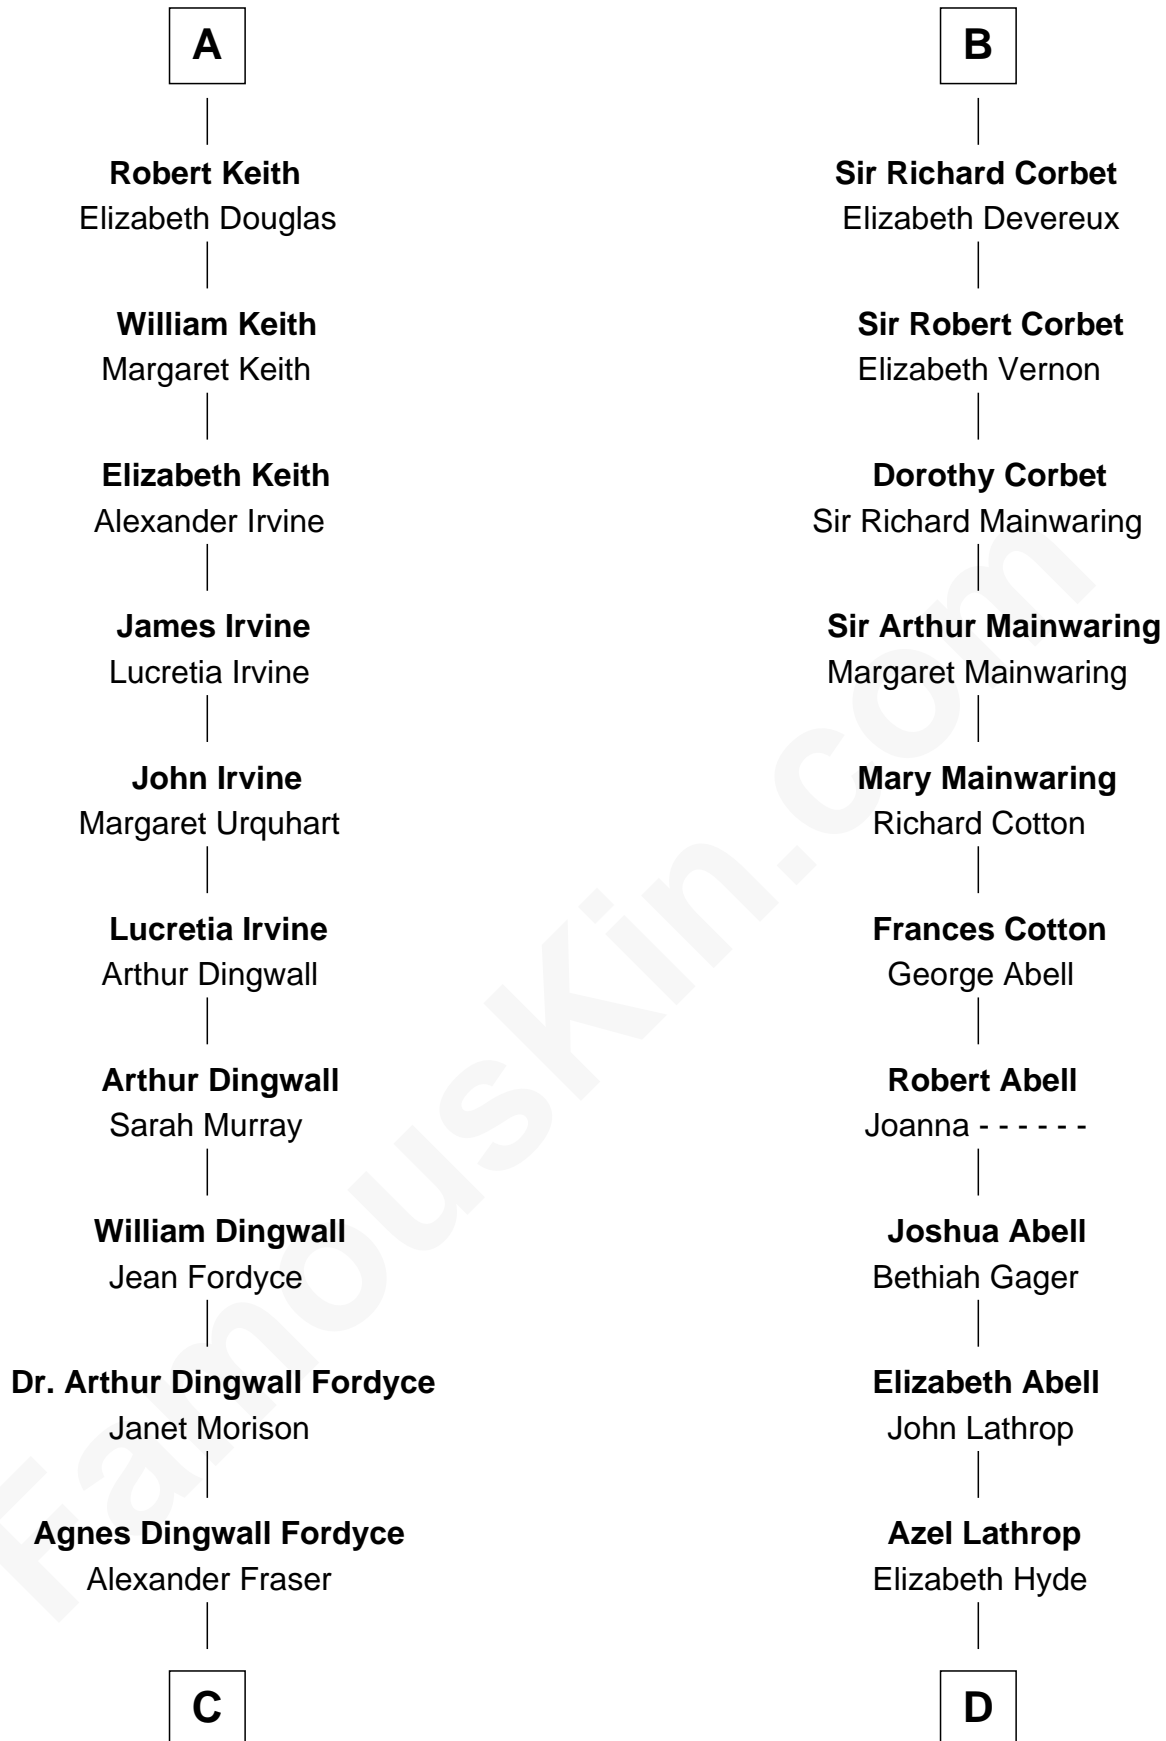 A
Robert Keith
Elizabeth Douglas
William Keith
Margaret Keith
Elizabeth Keith
Alexander Irvine
James Irvine
Lucretia Irvine
John Irvine
Margaret Urquhart
Lucretia Irvine
Arthur Dingwall
Arthur Dingwall
Sarah Murray
William Dingwall
Jean Fordyce
Dr. Arthur Dingwall Fordyce
Janet Morison
Agnes Dingwall Fordyce
Alexander Fraser
C
B
Sir Richard Corbet
Elizabeth Devereux
Sir Robert Corbet
Elizabeth Vernon
Dorothy Corbet
Sir Richard Mainwaring
Sir Arthur Mainwaring
Margaret Mainwaring
Mary Mainwaring
Richard Cotton
Frances Cotton
George Abell
Robert Abell
Joanna - - - - - -
Joshua Abell
Bethiah Gager
Elizabeth Abell
John Lathrop
Azel Lathrop
Elizabeth Hyde
D
FamousKin.com